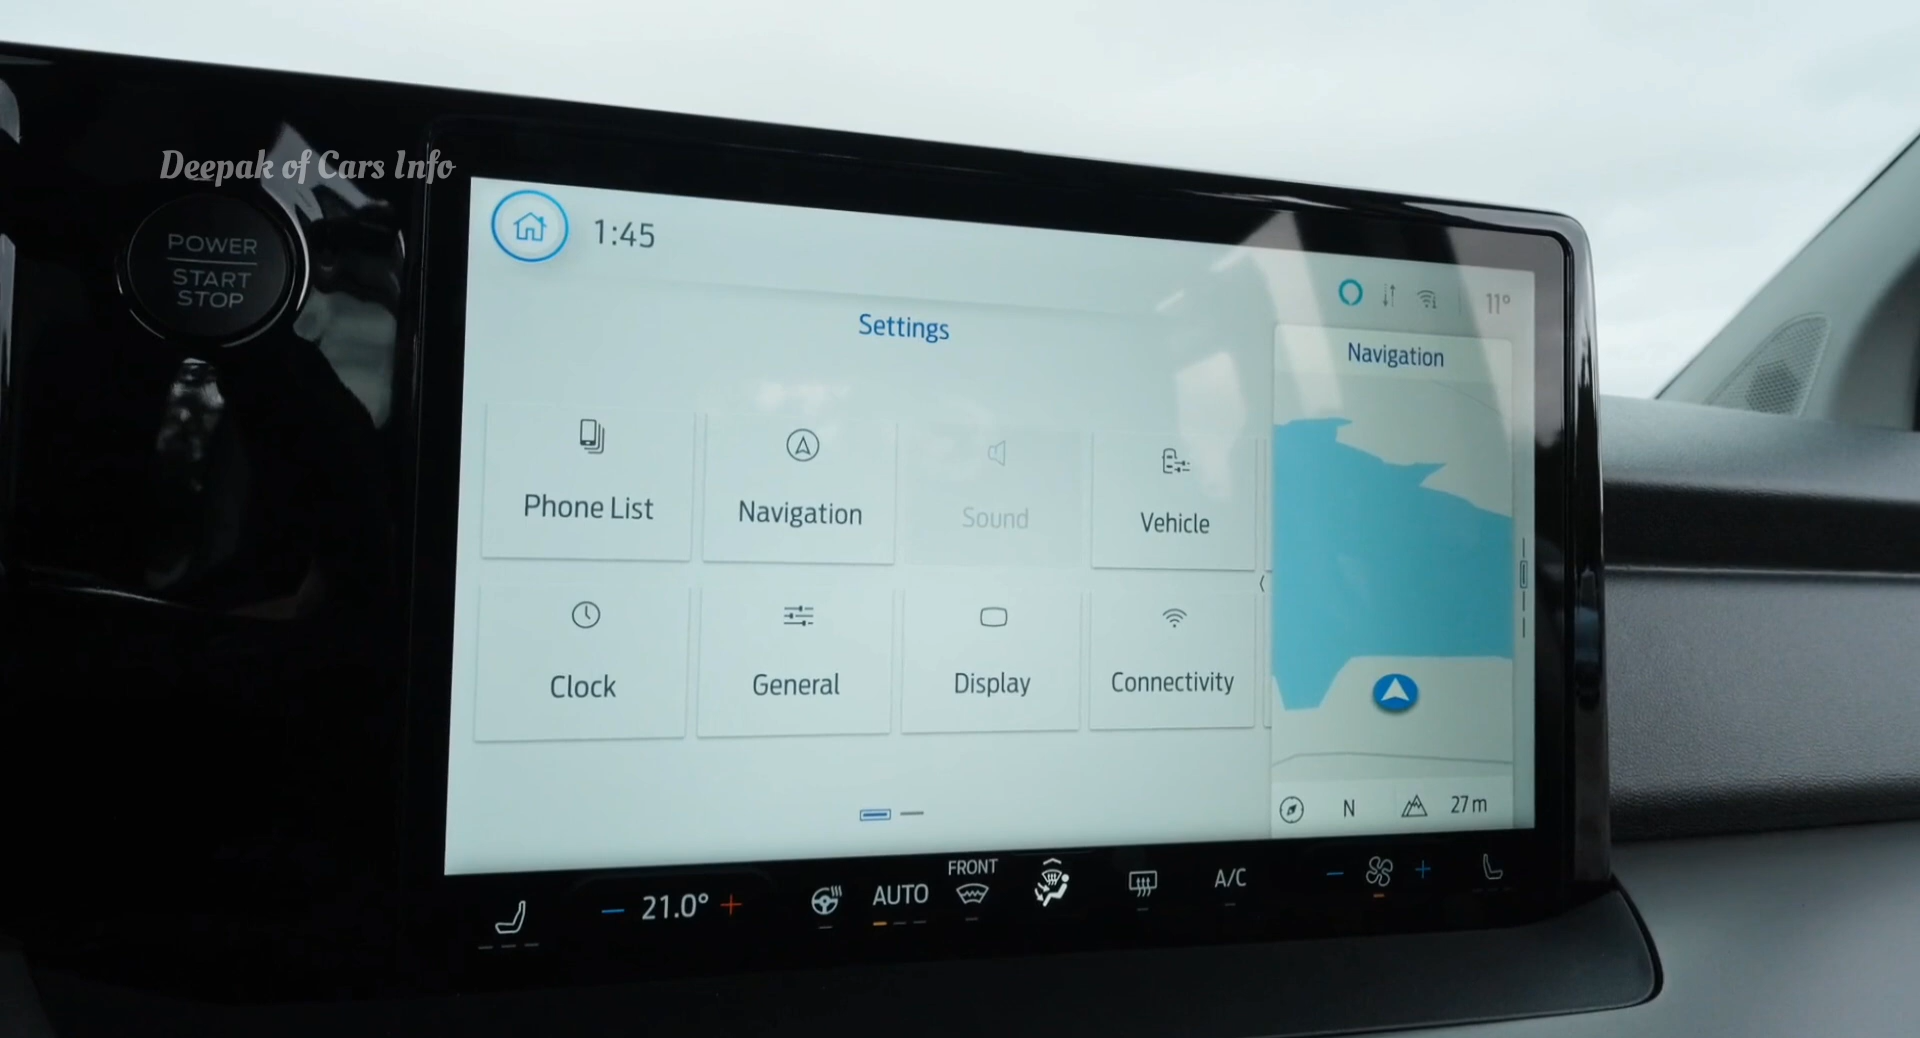 Deepak of Cars Info
POWER
START
STOP
1:45
11°
Settings
Navigation
Phone List
Navigation
Sound
Vehicle
Clock
General
Display
Connectivity
N
27 m
21.0°
AUTO
FRONT
A/C